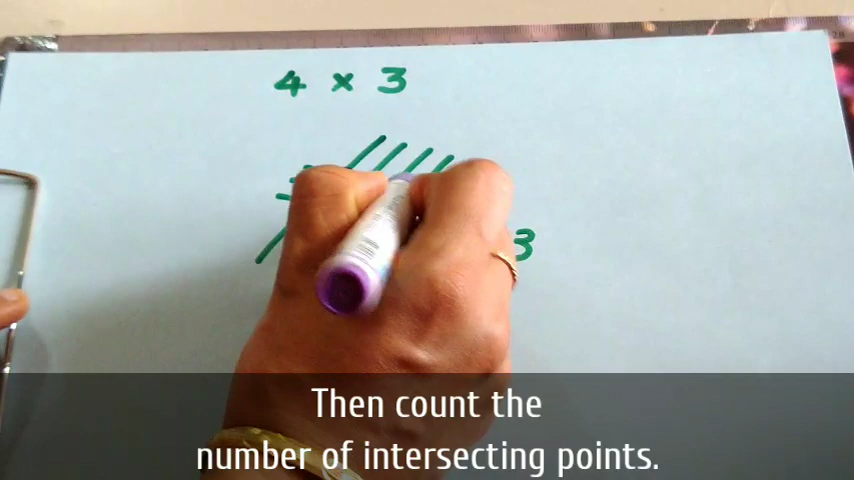 4 × 3
3
Then count the
number of intersecting points.